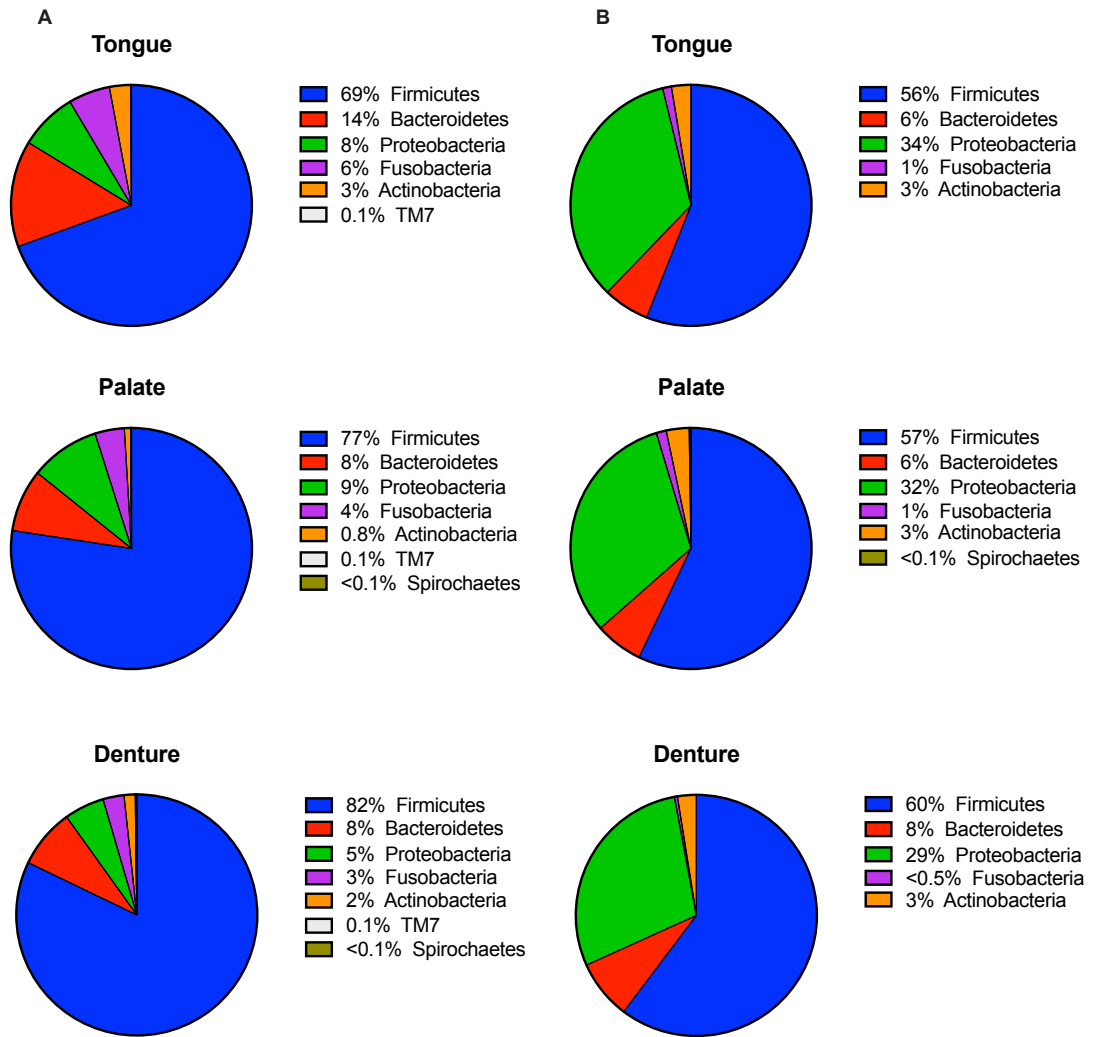 A
Tongue
69% Firmicutes
14% Bacteroidetes
8% Proteobacteria
6% Fusobacteria
3% Actinobacteria
0.1% TM7
Palate
77% Firmicutes
8% Bacteroidetes
9% Proteobacteria
4% Fusobacteria
0.8% Actinobacteria
0.1% TM7
<0.1% Spirochaetes
Denture
82% Firmicutes
8% Bacteroidetes
5% Proteobacteria
3% Fusobacteria
2% Actinobacteria
0.1% TM7
<0.1% Spirochaetes
B
Tongue
56% Firmicutes
6% Bacteroidetes
34% Proteobacteria
1% Fusobacteria
3% Actinobacteria
Palate
57% Firmicutes
6% Bacteroidetes
32% Proteobacteria
1% Fusobacteria
3% Actinobacteria
<0.1% Spirochaetes
Denture
60% Firmicutes
8% Bacteroidetes
29% Proteobacteria
<0.5% Fusobacteria
3% Actinobacteria